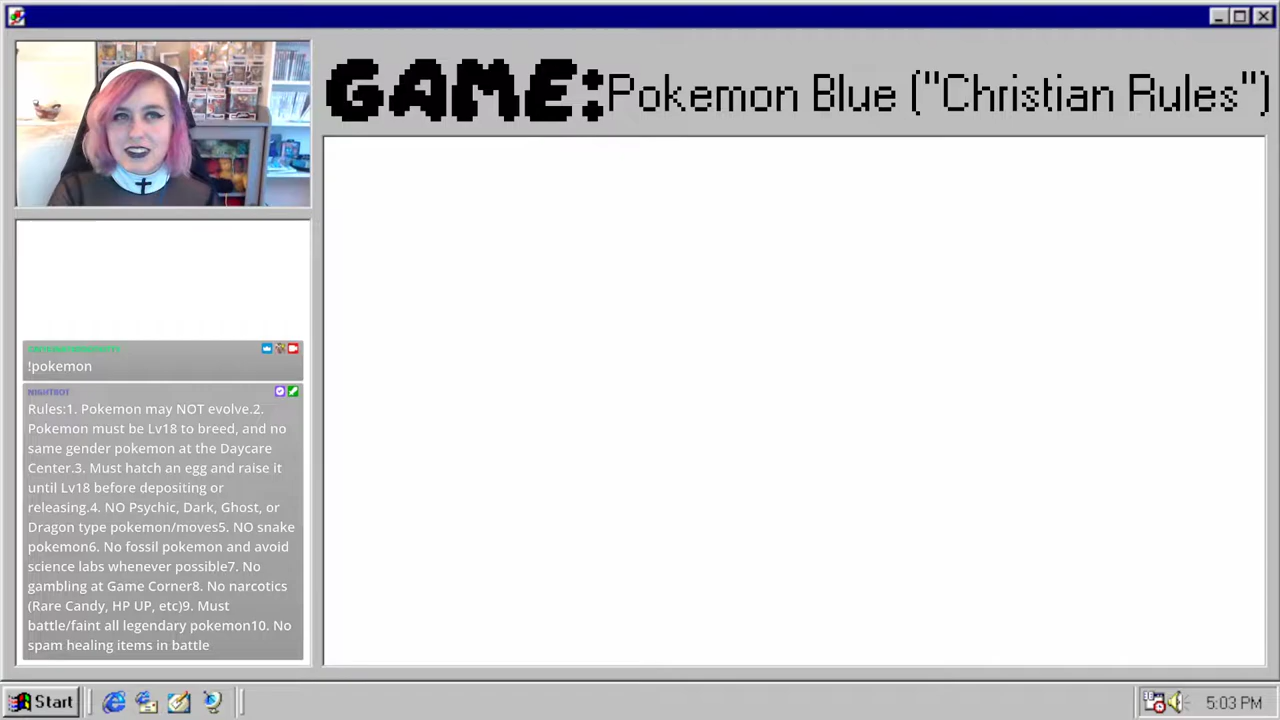 GAME: Pokemon Blue ("Christian Rules")
!pokemon
NIGHTBOT
Rules:1. Pokemon may NOT evolve.2.
Pokemon must be Lv18 to breed, and no
same gender pokemon at the Daycare
Center.3. Must hatch an egg and raise it
until Lv18 before depositing or
releasing.4. NO Psychic, Dark, Ghost, or
Dragon type pokemon/moves5. NO snake
pokemon6. No fossil pokemon and avoid
science labs whenever possible7. No
gambling at Game Corner8. No narcotics
(Rare Candy, HP UP, etc)9. Must
battle/faint all legendary pokemon10. No
spam healing items in battle
Start
5:03 PM